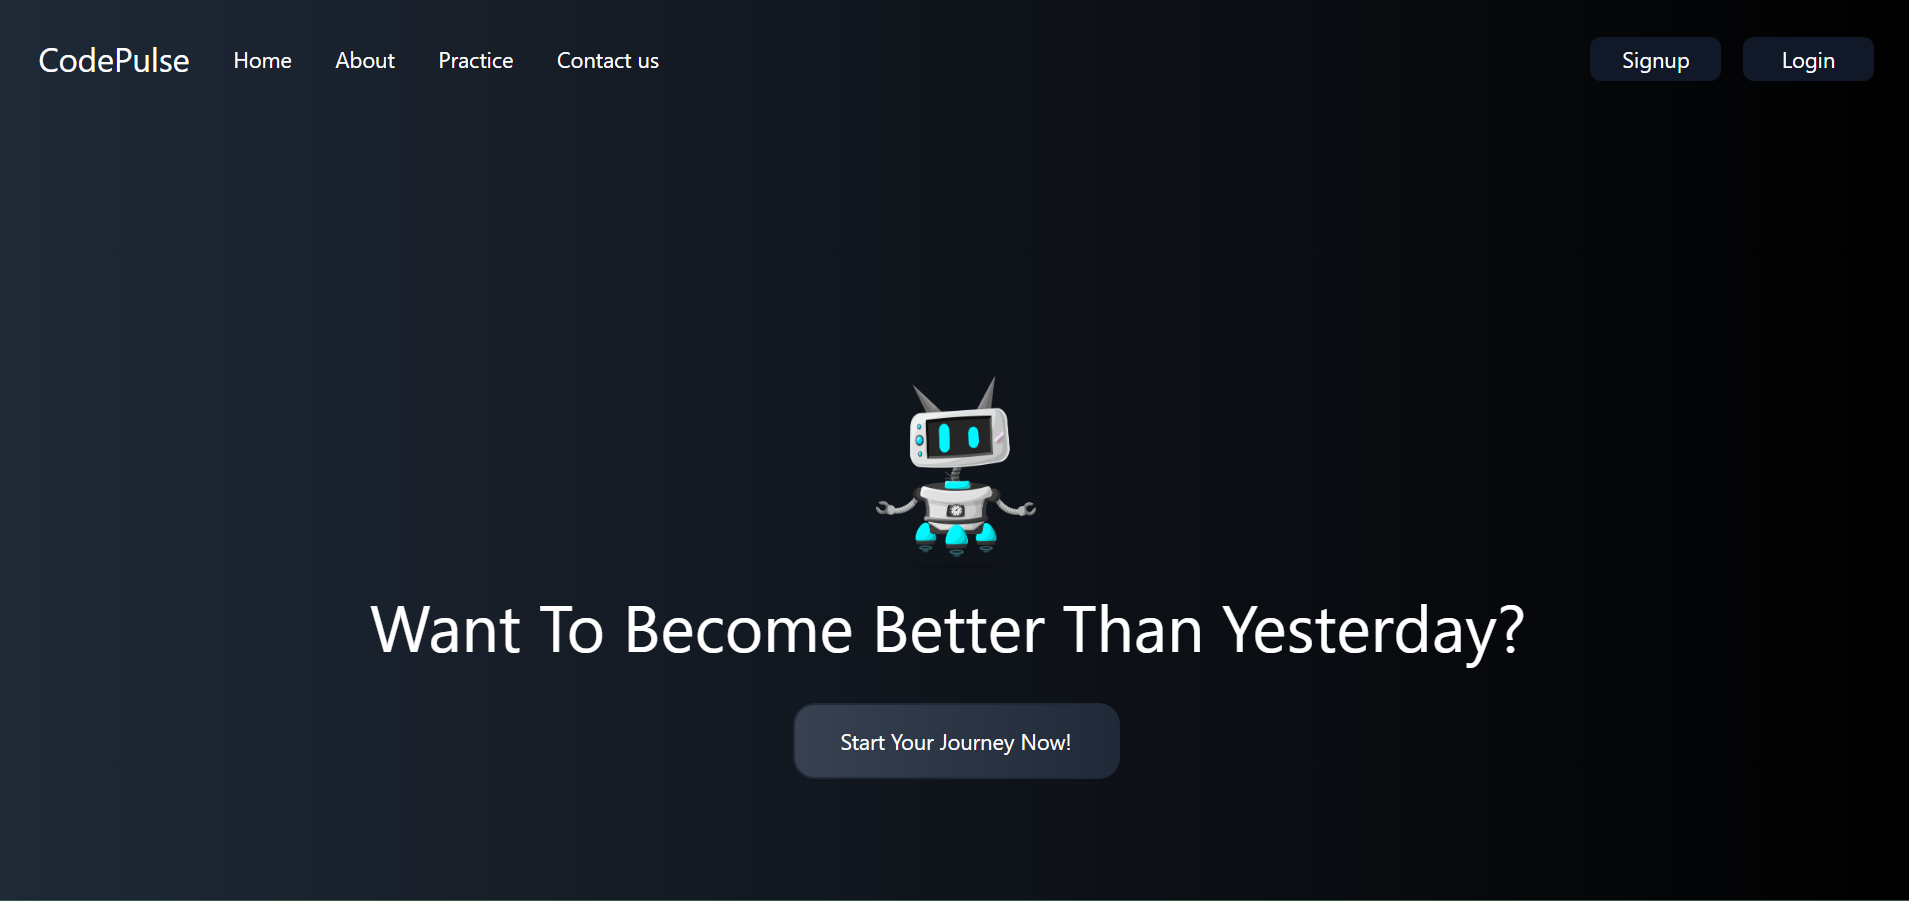 CodePulse Home About Practice Contact us Signup Login
Want To Become Better Than Yesterday?
Start Your Journey Now!